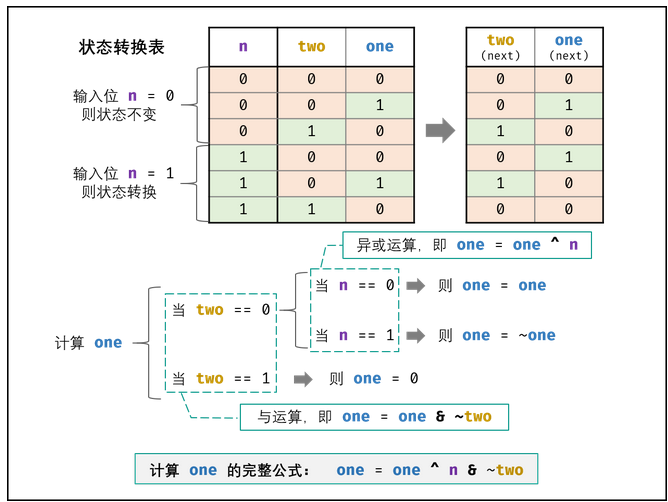 状态转换表
n two one
two (next) one (next)
输入位 n = 0
则状态不变
0 0 0 0 0
0 0 1 0 1
0 1 0 1 0
输入位 n = 1
则状态转换
1 0 0 0 1
1 0 1 1 0
1 1 0 0 0
异或运算，即 one = one ^ n
计算 one
当 two == 0
当 n == 0 则 one = one
当 n == 1 则 one = ~one
当 two == 1 则 one = 0
与运算，即 one = one & ~two
计算 one 的完整公式： one = one ^ n & ~two